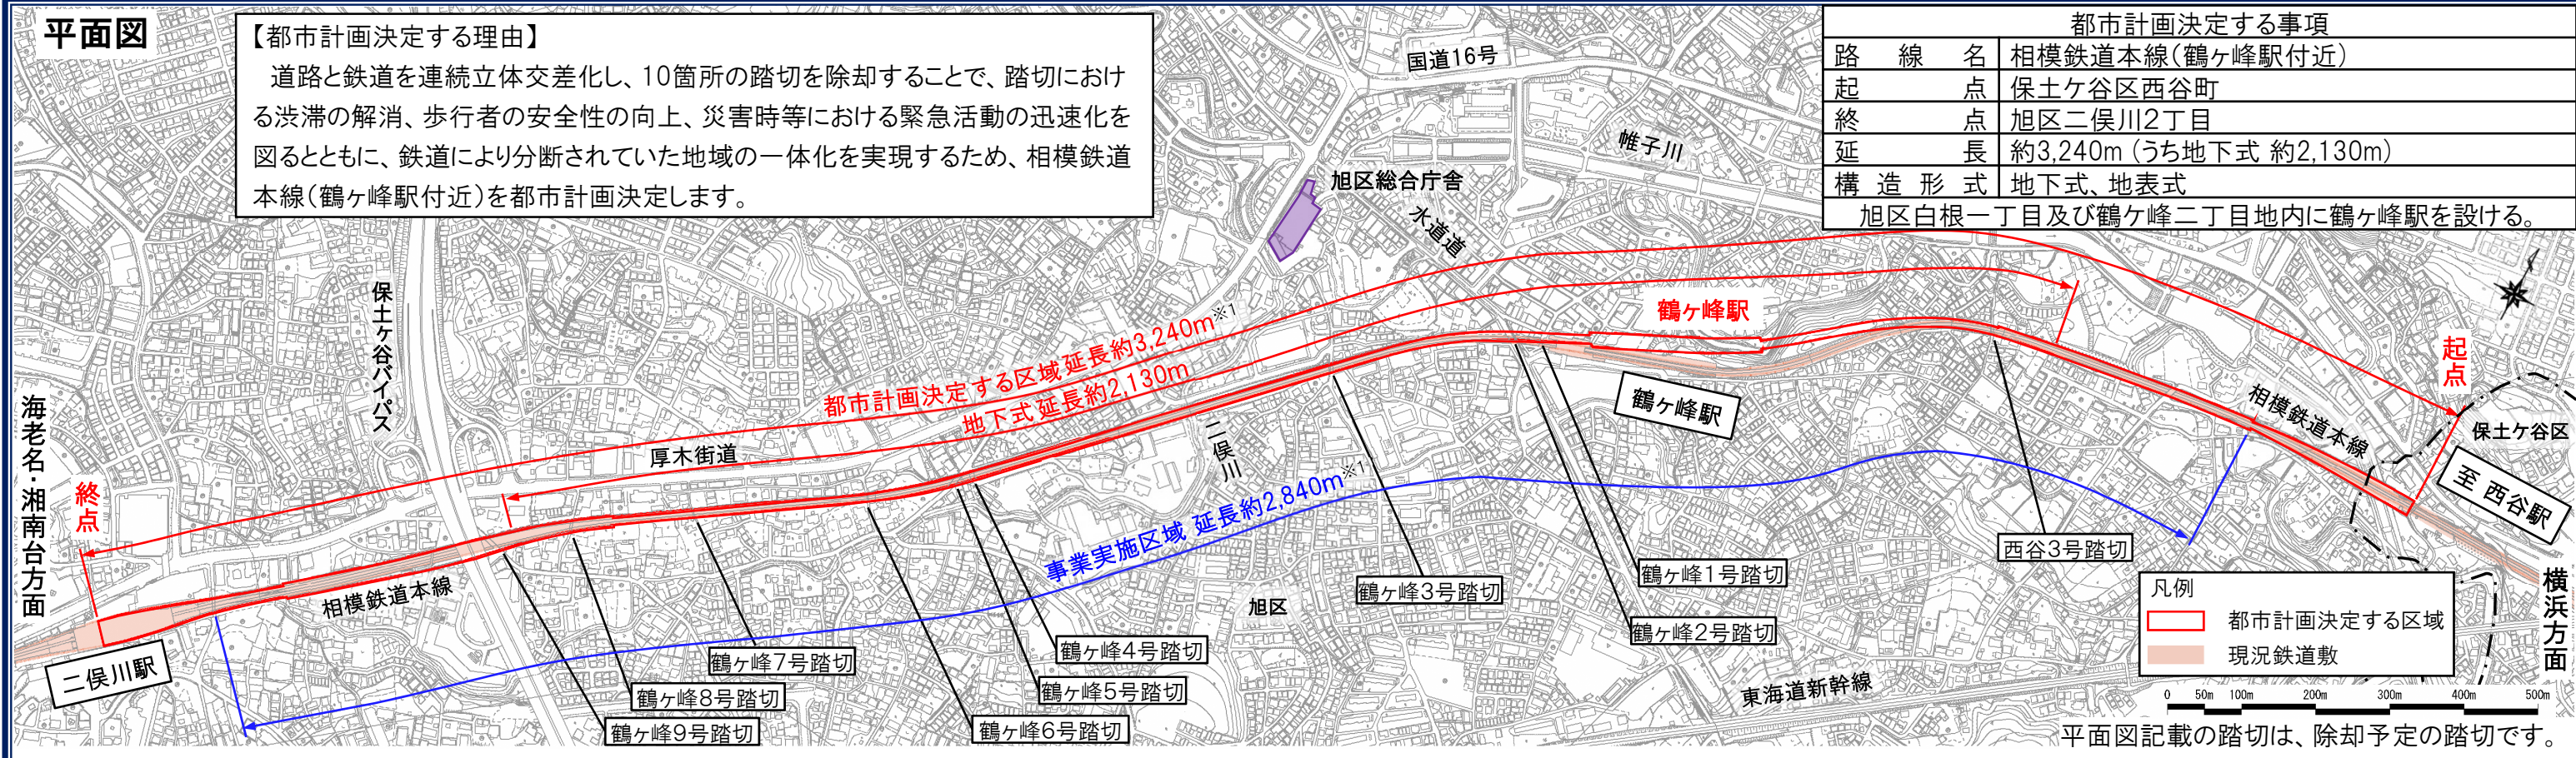 平面図
【都市計画決定する理由】
道路と鉄道を連続立体交差化し、10箇所の踏切を除却することで、踏切におけ
る渋滞の解消、歩行者の安全性の向上、災害時等における緊急活動の迅速化を
図るとともに、鉄道により分断されていた地域の一体化を実現するため、相模鉄道
本線(鶴ヶ峰駅付近)を都市計画決定します。
都市計画決定する事項
路線名 相模鉄道本線(鶴ヶ峰駅付近)
起点 保土ケ谷区西谷町
終点 旭区二俣川2丁目
延長 約3,240m (うち地下式 約2,130m)
構造形式 地下式、地表式
旭区白根一丁目及び鶴ケ峰二丁目地内に鶴ヶ峰駅を設ける。
国道16号
帷子川
旭区総合庁舎
水道道
保土ヶ谷バイパス
鶴ヶ峰駅
都市計画決定する区域 延長約3,240m※1
地下式 延長約2,130m
起点
海老名・湘南台方面
終点
厚木街道
二俣川
鶴ヶ峰駅
相模鉄道本線
保土ケ谷区
至 西谷駅
事業実施区域 延長約2,840m※1
相模鉄道本線
二俣川駅
旭区
西谷3号踏切
鶴ヶ峰1号踏切
鶴ヶ峰3号踏切
鶴ヶ峰2号踏切
鶴ヶ峰4号踏切
鶴ヶ峰7号踏切
鶴ヶ峰5号踏切
鶴ヶ峰8号踏切
鶴ヶ峰6号踏切
鶴ヶ峰9号踏切
東海道新幹線
横浜方面
凡例
都市計画決定する区域
現況鉄道敷
0 50m 100m 200m 300m 400m 500m
平面図記載の踏切は、除却予定の踏切です。